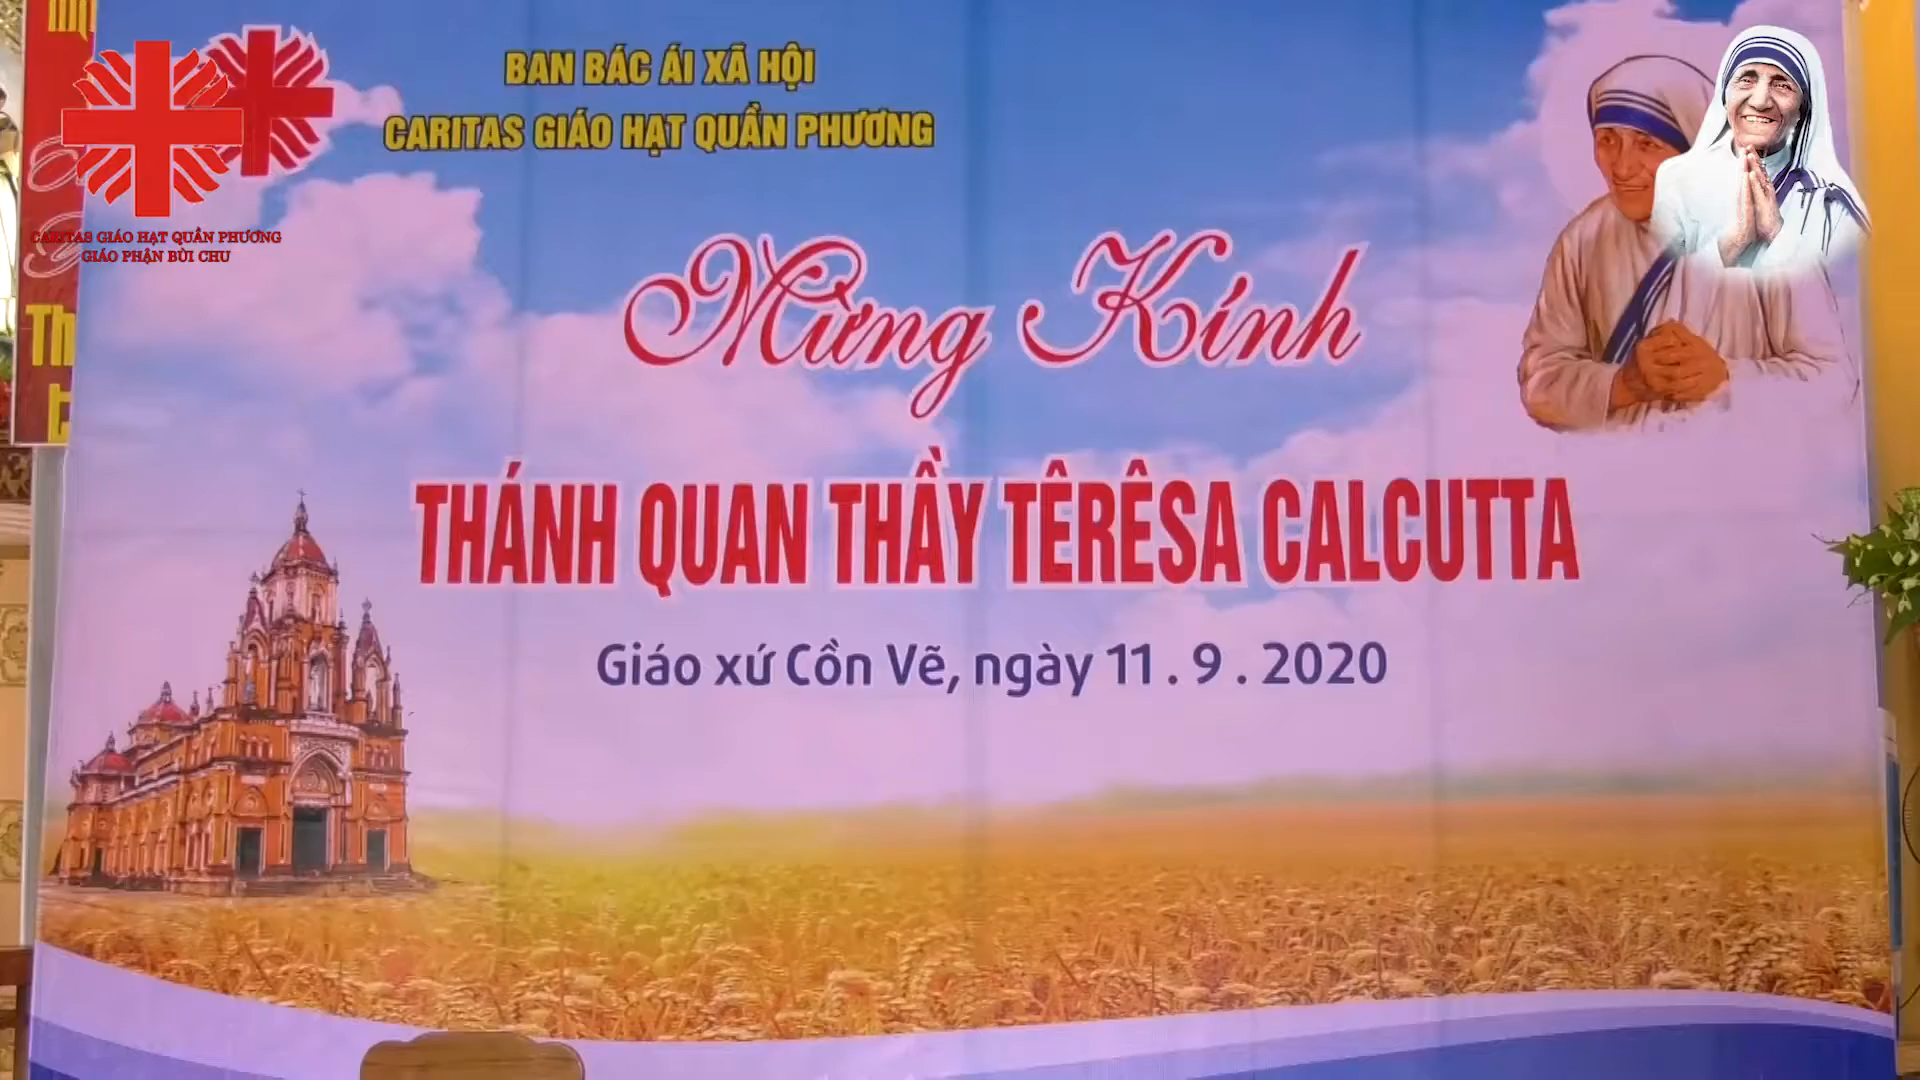 BAN BÁC ÁI XÃ HỘI
CARITAS GIÁO HẠT QUẦN PHƯƠNG
CARITAS GIÁO HẠT QUẦN PHƯƠNG
GIÁO PHẬN BÙI CHU
Mừng Kính
THÁNH QUAN THẦY TÊRÊSA CALCUTTA
Giáo xứ Cồn Vẽ, ngày 11 . 9 . 2020